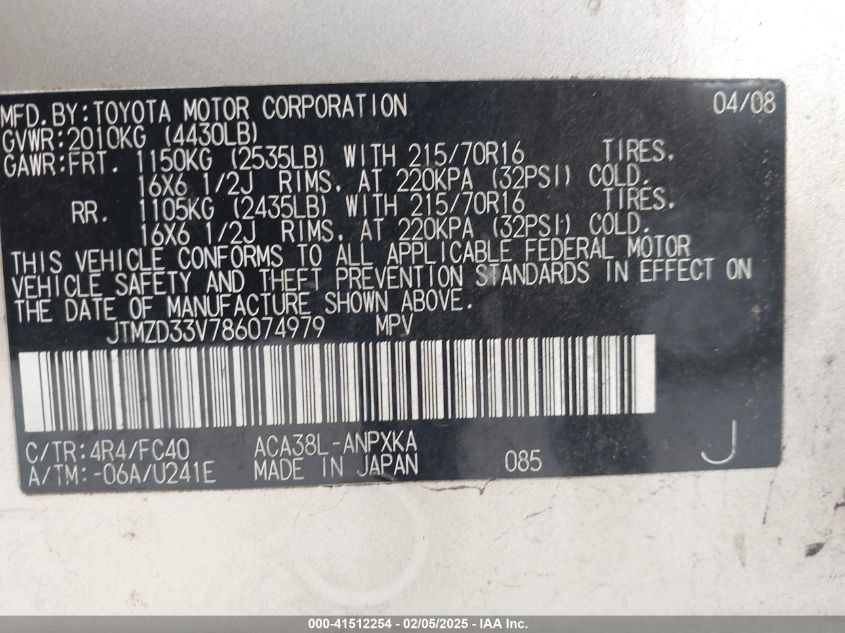 MFD.BY:TOYOTA MOTOR CORPORATION 04/08
GVWR:2010KG (4430LB)
GAWR:FRT. 1150KG (2535LB) WITH 215/70R16 TIRES,
16X6 1/2J RIMS, AT 220KPA (32PSI) COLD.
RR. 1105KG (2435LB) WITH 215/70R16 TIRES,
16X6 1/2J RIMS, AT 220KPA (32PSI) COLD.
THIS VEHICLE CONFORMS TO ALL APPLICABLE FEDERAL MOTOR
VEHICLE SAFETY AND THEFT PREVENTION STANDARDS IN EFFECT ON
THE DATE OF MANUFACTURE SHOWN ABOVE.
JTMZD33V786074979 MPV
C/TR:4R4/FC40 ACA38L-ANPXKA
A/TM:-06A/U241E MADE IN JAPAN 085 J
000-41512254 - 02/05/2025 - IAA Inc.